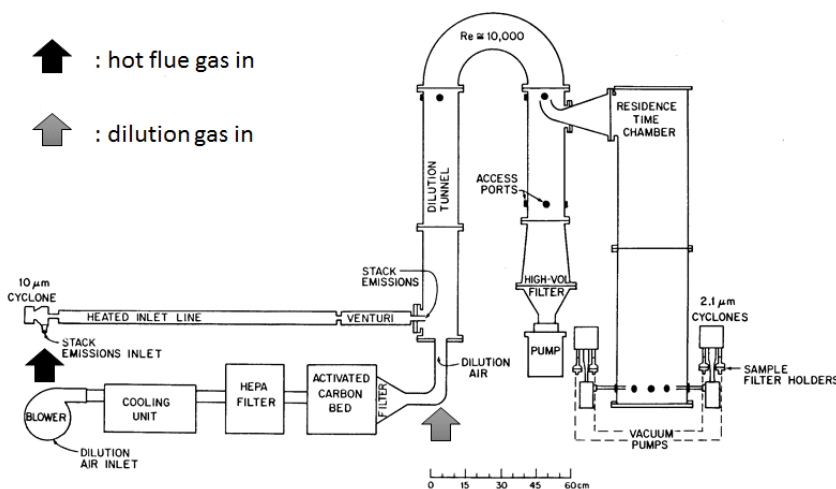 : hot flue gas in
: dilution gas in
Re ≅ 10,000
RESIDENCE
TIME
CHAMBER
DILUTION
TUNNEL
ACCESS
PORTS
STACK
EMISSIONS
HIGH-VOL
FILTER
10 μm
CYCLONE
HEATED INLET LINE
VENTURI
2.1 μm
CYCLONES
STACK
EMISSIONS INLET
PUMP
DILUTION
AIR
SAMPLE
FILTER HOLDERS
BLOWER
COOLING
UNIT
HEPA
FILTER
ACTIVATED
CARBON
BED
FILTER
VACUUM
PUMPS
DILUTION
AIR INLET
0 15 30 45 60cm